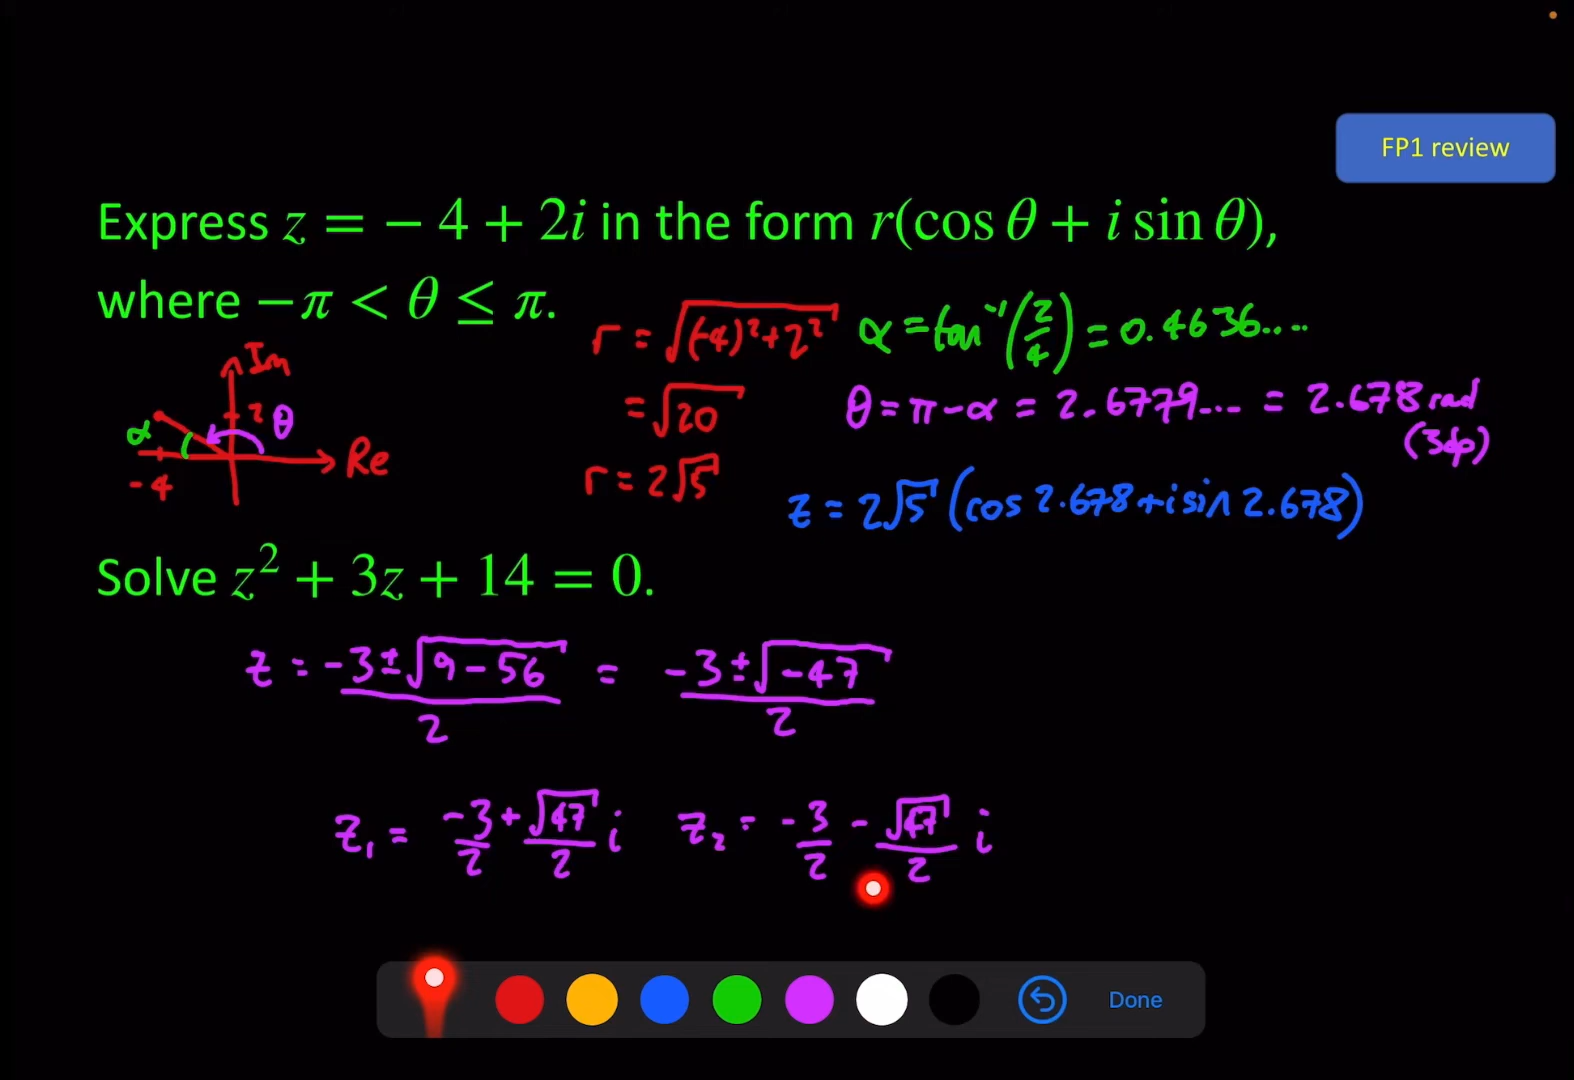 FP1 review
Express z = − 4 + 2i in the form r(cos θ + i sin θ),
where −π < θ ≤ π.
r = √((-4)²+2²)
= √20
r = 2√5
α = tan⁻¹(2/4) = 0.4636....
θ = π-α = 2.6779... = 2.678 rad
(3dp)
z = 2√5 (cos 2.678 + i sin 2.678)
Im
2
θ
α
Re
-4
Solve z² + 3z + 14 = 0.
z = (-3±√(9-56))/2 = (-3±√(-47))/2
z₁ = -3/2 + √47/2 i z₂ = -3/2 - √47/2 i
Done